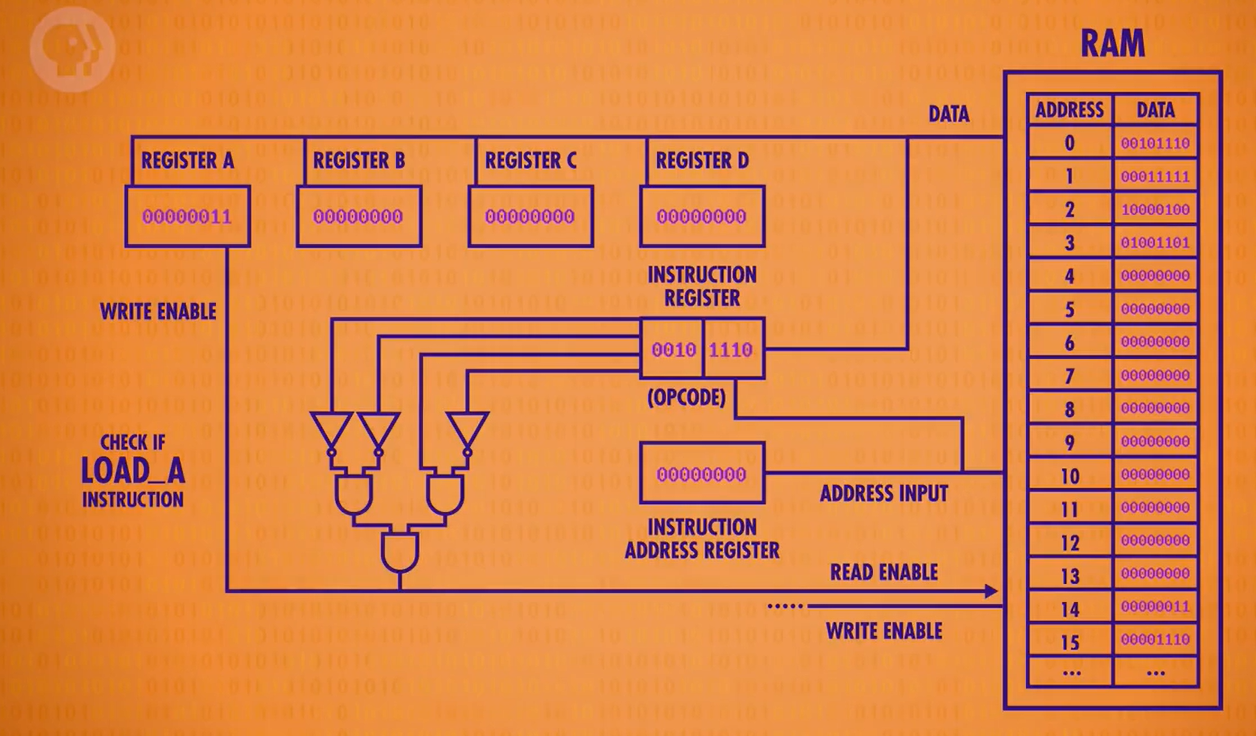 RAM
DATA
ADDRESS DATA
0 00101110
1 00011111
2 10000100
3 01001101
4 00000000
5 00000000
6 00000000
7 00000000
8 00000000
9 00000000
10 00000000
11 00000000
12 00000000
13 00000000
14 00000011
15 00001110
... ...
REGISTER A
00000011
REGISTER B
00000000
REGISTER C
00000000
REGISTER D
00000000
WRITE ENABLE
INSTRUCTION
REGISTER
0010 1110
(OPCODE)
CHECK IF
LOAD_A
INSTRUCTION
00000000
ADDRESS INPUT
INSTRUCTION
ADDRESS REGISTER
READ ENABLE
WRITE ENABLE